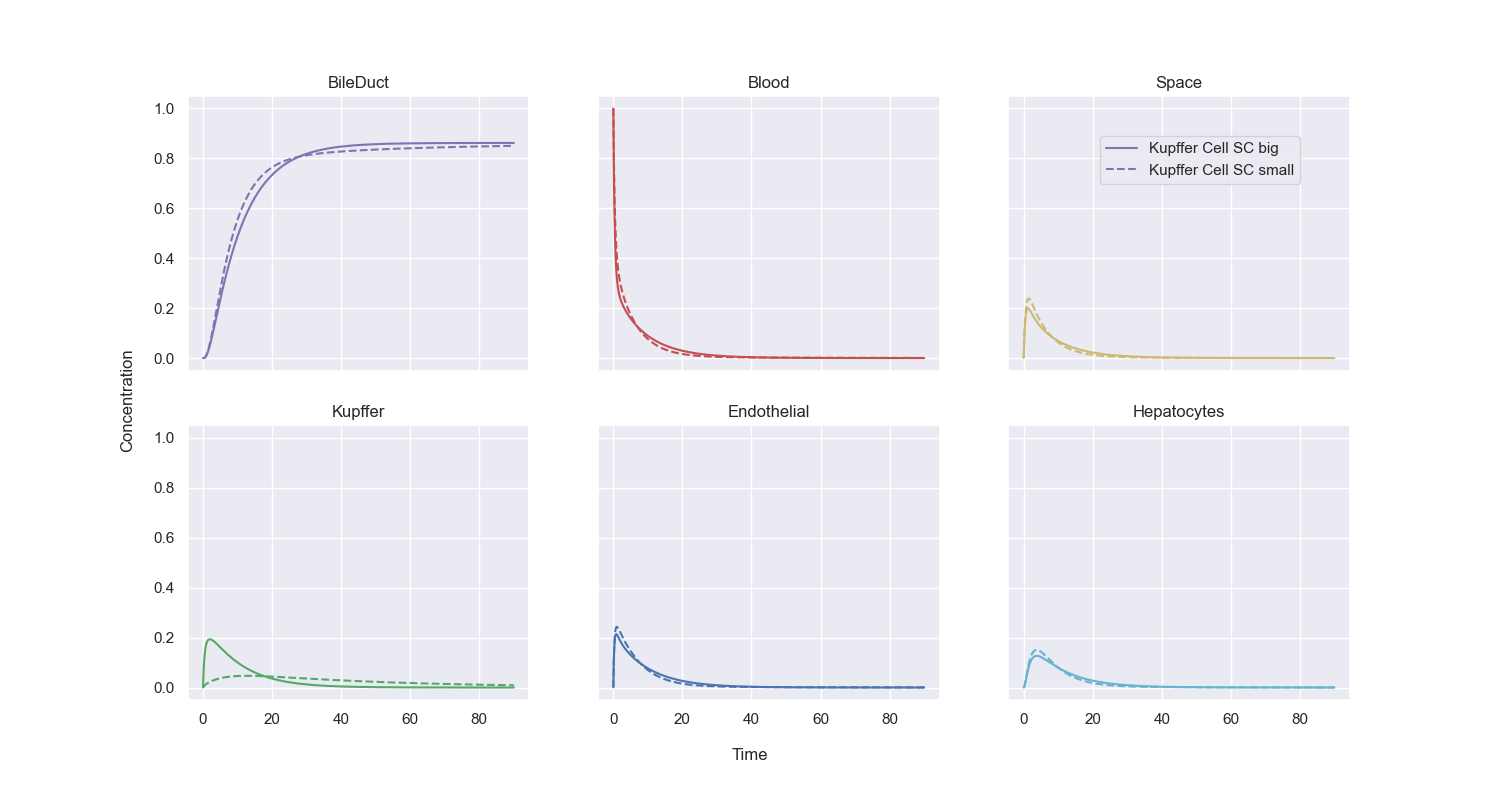 BileDuct
Blood
Space
1.0
0.8
0.6
0.4
0.2
0.0
Kupffer Cell SC big
Kupffer Cell SC small
Concentration
Kupffer
Endothelial
Hepatocytes
1.0
0.8
0.6
0.4
0.2
0.0
0 20 40 60 80
0 20 40 60 80
0 20 40 60 80
Time